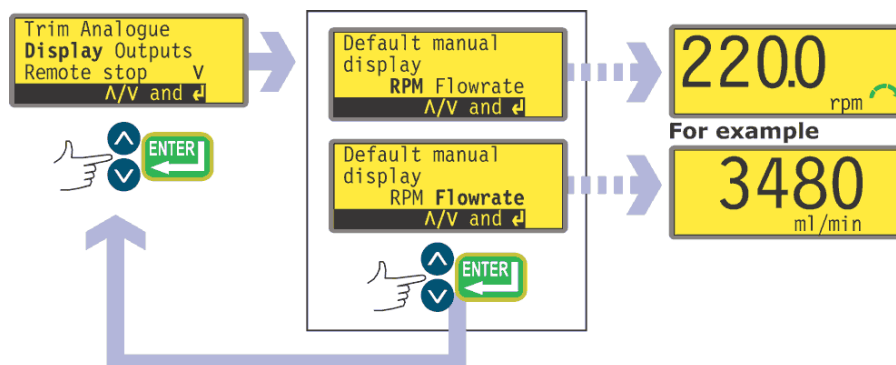 Trim Analogue
Display Outputs
Remote stop V
Λ/V and ↵
ENTER
Default manual
display
RPM Flowrate
Λ/V and ↵
Default manual
display
RPM Flowrate
Λ/V and ↵
ENTER
220.0
rpm
For example
3480
ml/min